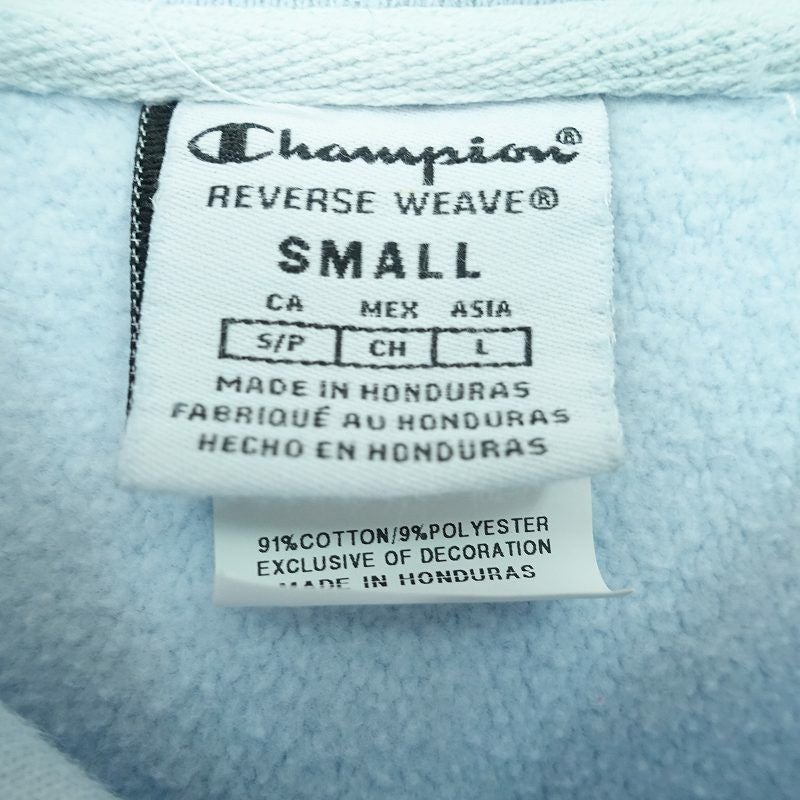 Champion®
REVERSE WEAVE®
SMALL
CA MEX ASIA
S/P CH L
MADE IN HONDURAS
FABRIQUÉ AU HONDURAS
HECHO EN HONDURAS
91%COTTON/9%POLYESTER
EXCLUSIVE OF DECORATION
MADE IN HONDURAS